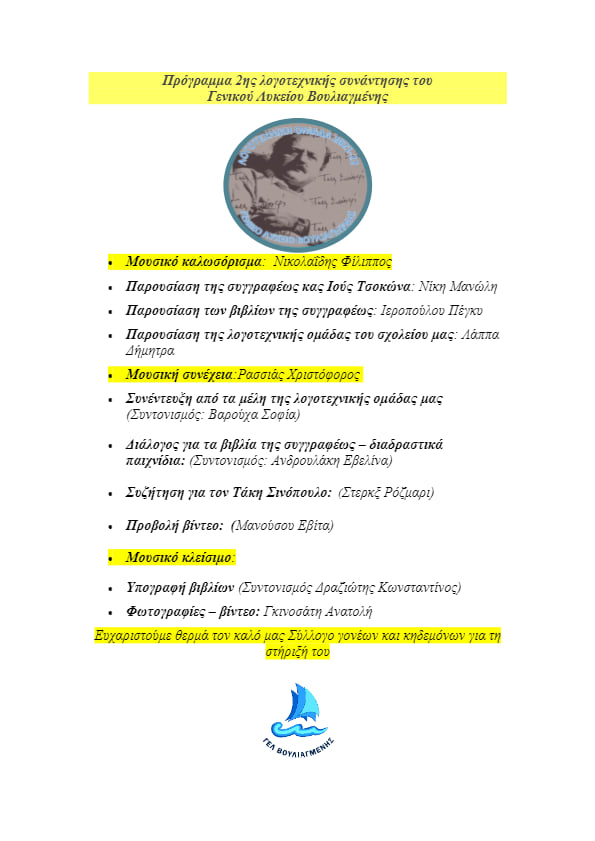 Πρόγραμμα 2ης λογοτεχνικής συνάντησης του
Γενικού Λυκείου Βουλιαγμένης
Μουσικό καλωσόρισμα: Νικολαΐδης Φίλιππος
Παρουσίαση της συγγραφέως κας Ιούς Τσοκώνα: Νίκη Μανώλη
Παρουσίαση των βιβλίων της συγγραφέως: Ιεροπούλου Πέγκυ
Παρουσίαση της λογοτεχνικής ομάδας του σχολείου μας: Λάππα
Δήμητρα
Μουσική συνέχεια:Ρασσιάς Χριστόφορος
Συνέντευξη από τα μέλη της λογοτεχνικής ομάδας μας
(Συντονισμός: Βαρούχα Σοφία)
Διάλογος για τα βιβλία της συγγραφέως – διαδραστικά
παιχνίδια: (Συντονισμός: Ανδρουλάκη Εβελίνα)
Συζήτηση για τον Τάκη Σινόπουλο: (Στερκξ Ρόζμαρι)
Προβολή βίντεο: (Μανούσου Εβίτα)
Μουσικό κλείσιμο:
Υπογραφή βιβλίων (Συντονισμός Δραζιώτης Κωνσταντίνος)
Φωτογραφίες – βίντεο: Γκινοσάτη Ανατολή
Ευχαριστούμε θερμά τον καλό μας Σύλλογο γονέων και κηδεμόνων για τη
στήριξή του
ΓΕΛ ΒΟΥΛΙΑΓΜΕΝΗΣ